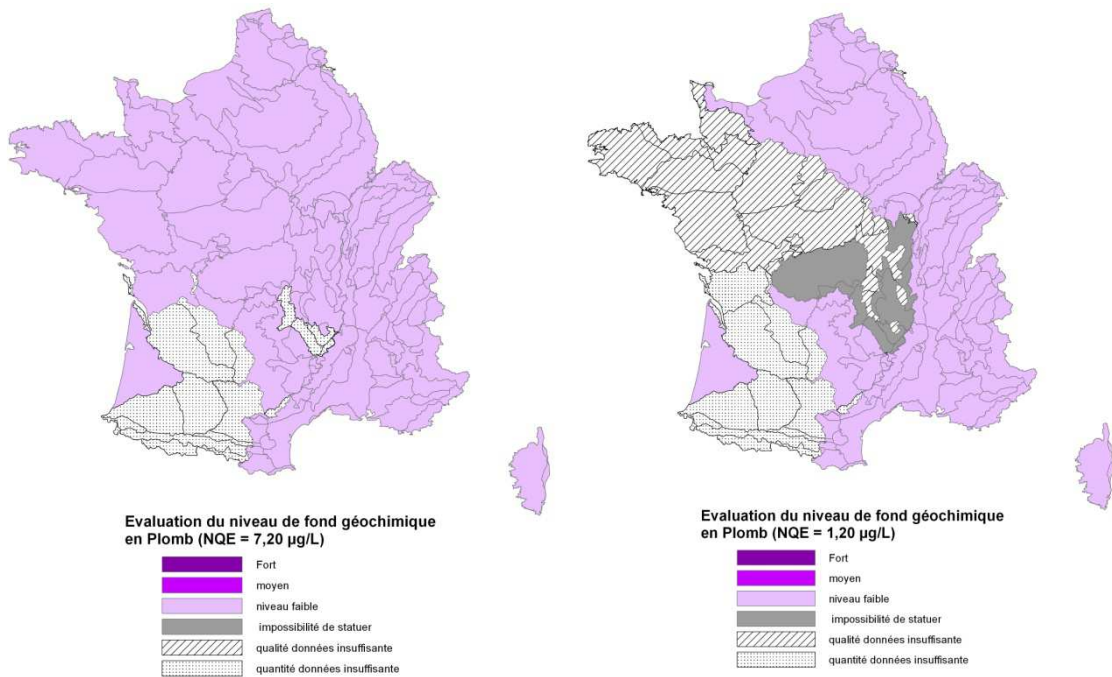 Evaluation du niveau de fond géochimique
en Plomb (NQE = 7,20 µg/L)
Fort
moyen
niveau faible
impossibilité de statuer
qualité données insuffisante
quantité données insuffisante
Evaluation du niveau de fond géochimique
en Plomb (NQE = 1,20 µg/L)
Fort
moyen
niveau faible
impossibilité de statuer
qualité données insuffisante
quantité données insuffisante